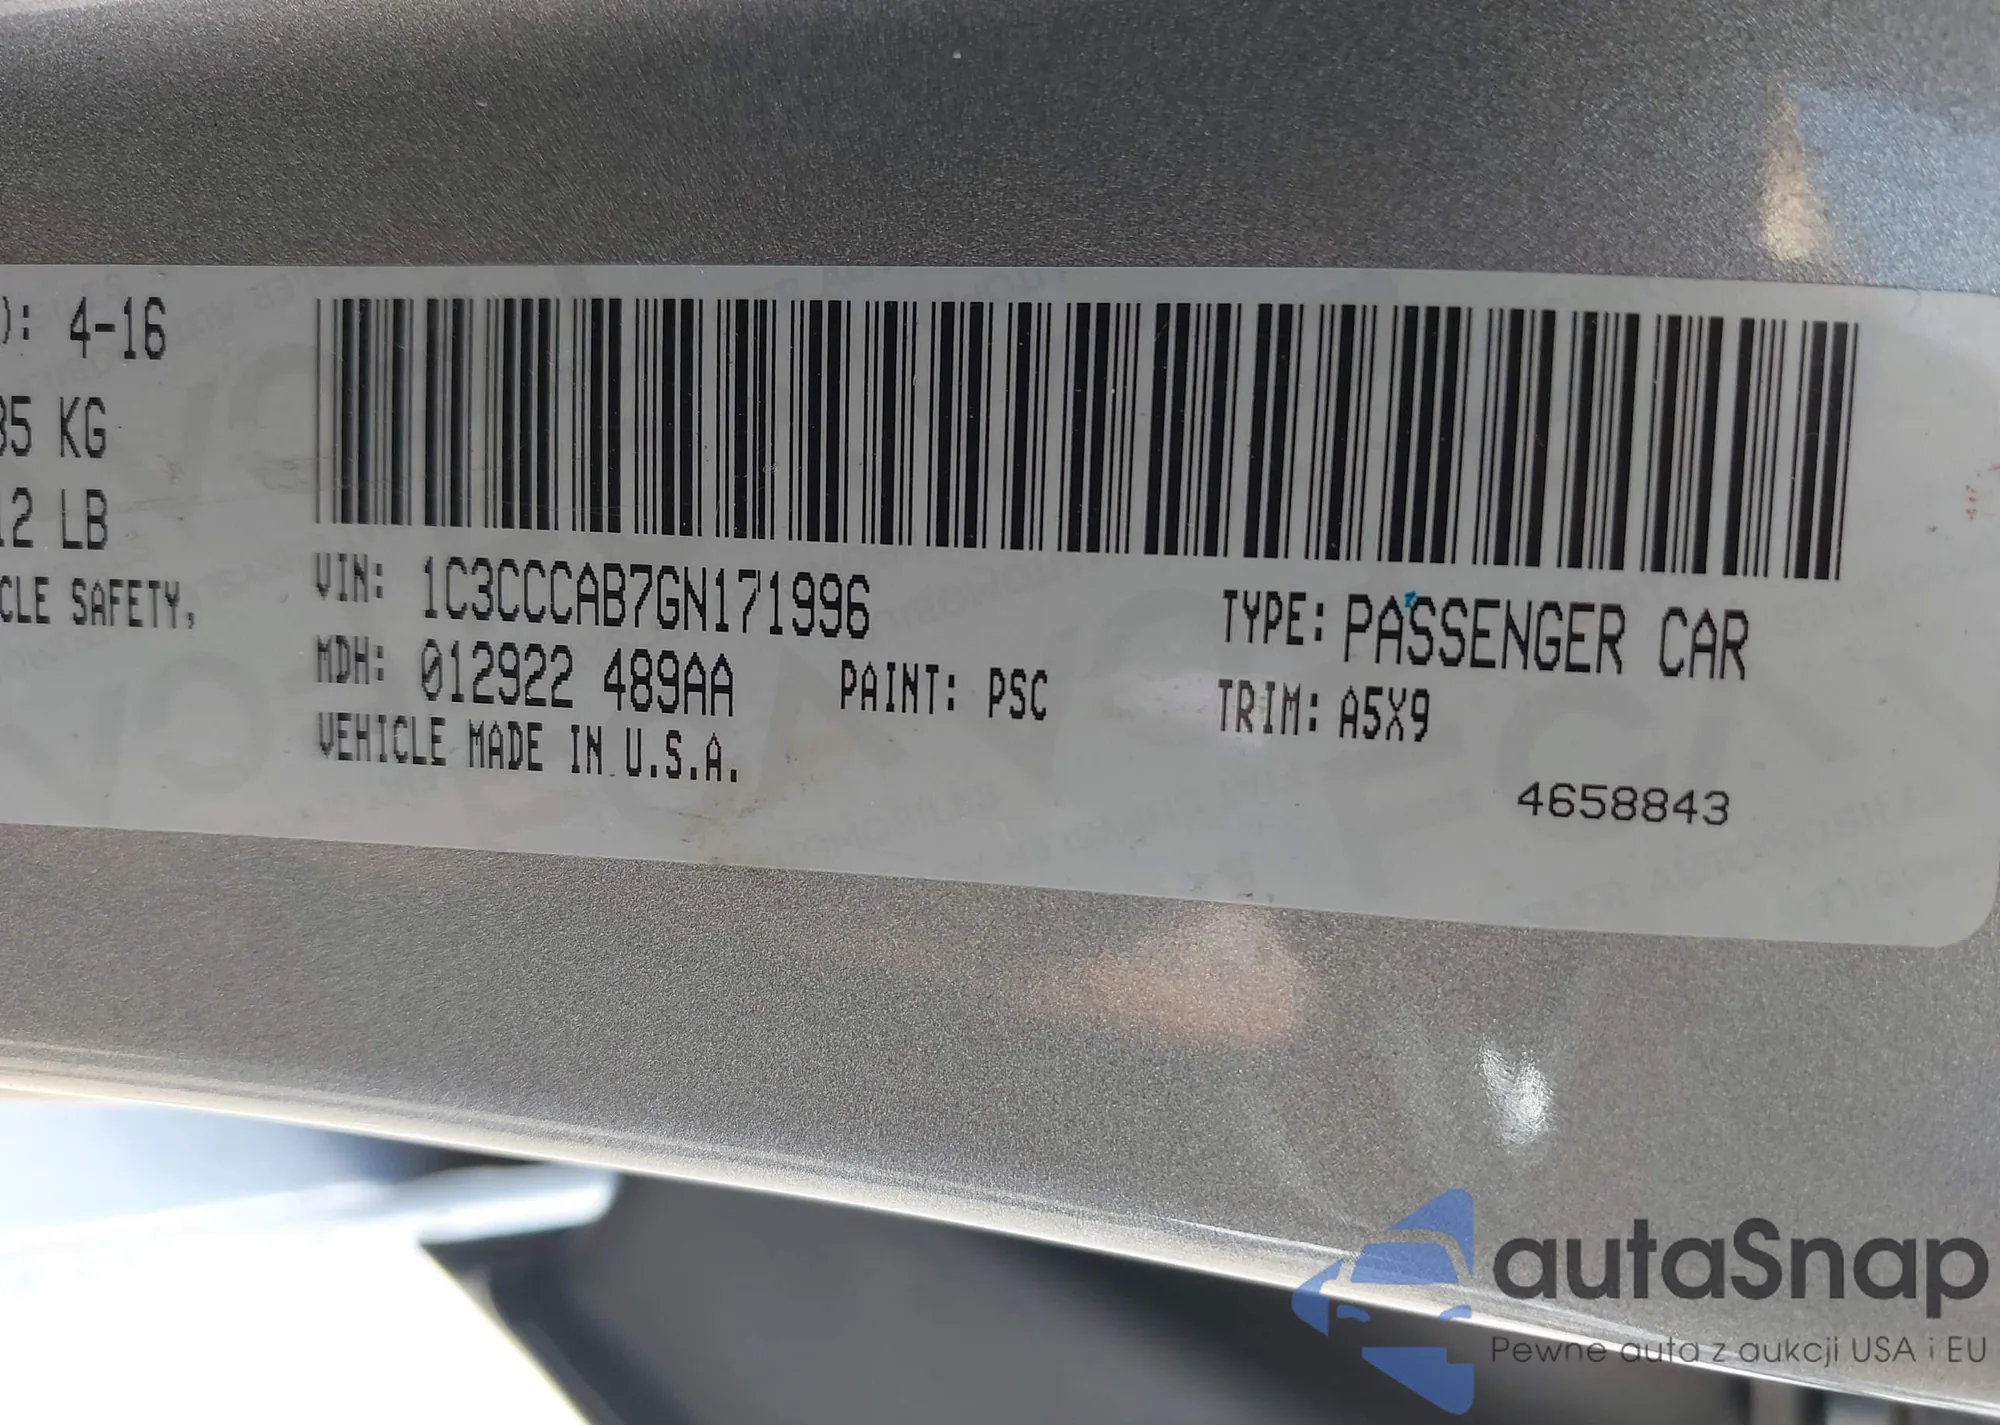 ): 4-16
35 KG
12 LB
CLE SAFETY,
VIN: 1C3CCCAB7GN171996
MDH: 012922 489AA
PAINT: PSC
VEHICLE MADE IN U.S.A.
TYPE: PASSENGER CAR
TRIM: A5X9
4658843
autaSnap
Pewne auta z aukcji USA i EU